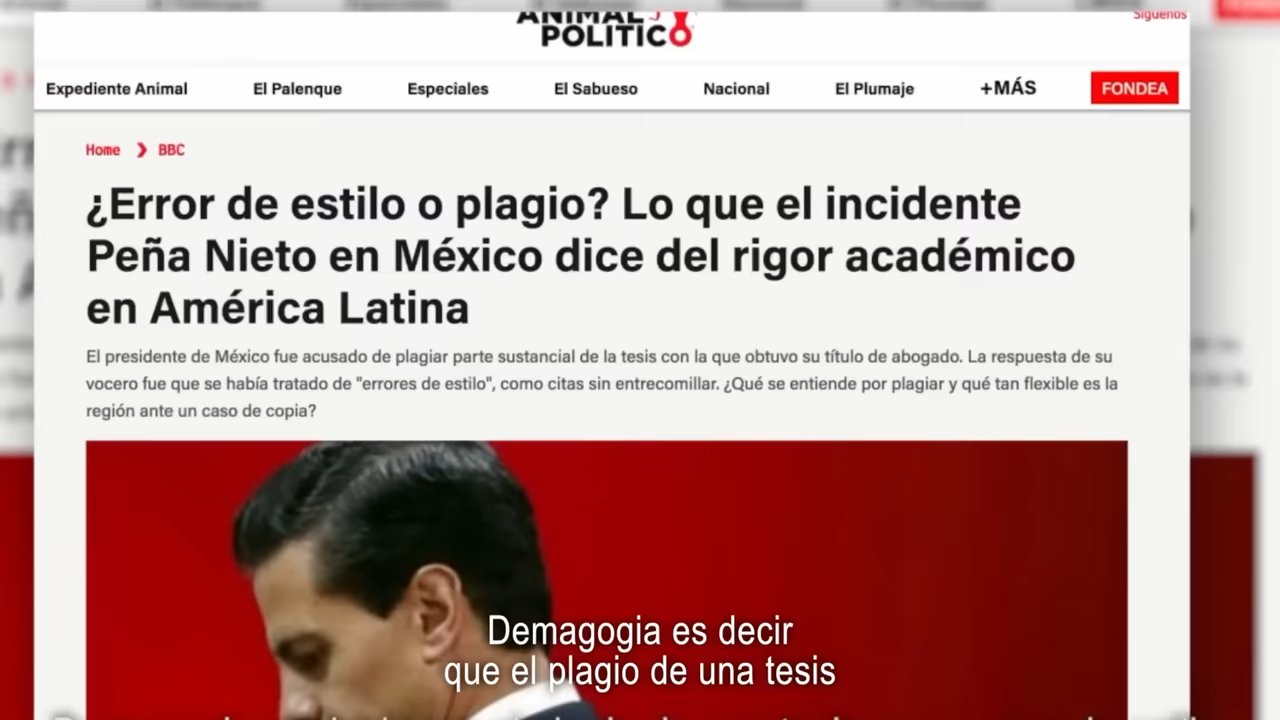 ANIMAL
POLÍTICO
Síguenos
Expediente Animal
El Palenque
Especiales
El Sabueso
Nacional
El Plumaje
+MÁS
FONDEA
Home ❯ BBC
¿Error de estilo o plagio? Lo que el incidente
Peña Nieto en México dice del rigor académico
en América Latina
El presidente de México fue acusado de plagiar parte sustancial de la tesis con la que obtuvo su título de abogado. La respuesta de su
vocero fue que se había tratado de "errores de estilo", como citas sin entrecomillar. ¿Qué se entiende por plagiar y qué tan flexible es la
región ante un caso de copia?
Demagogia es decir
que el plagio de una tesis